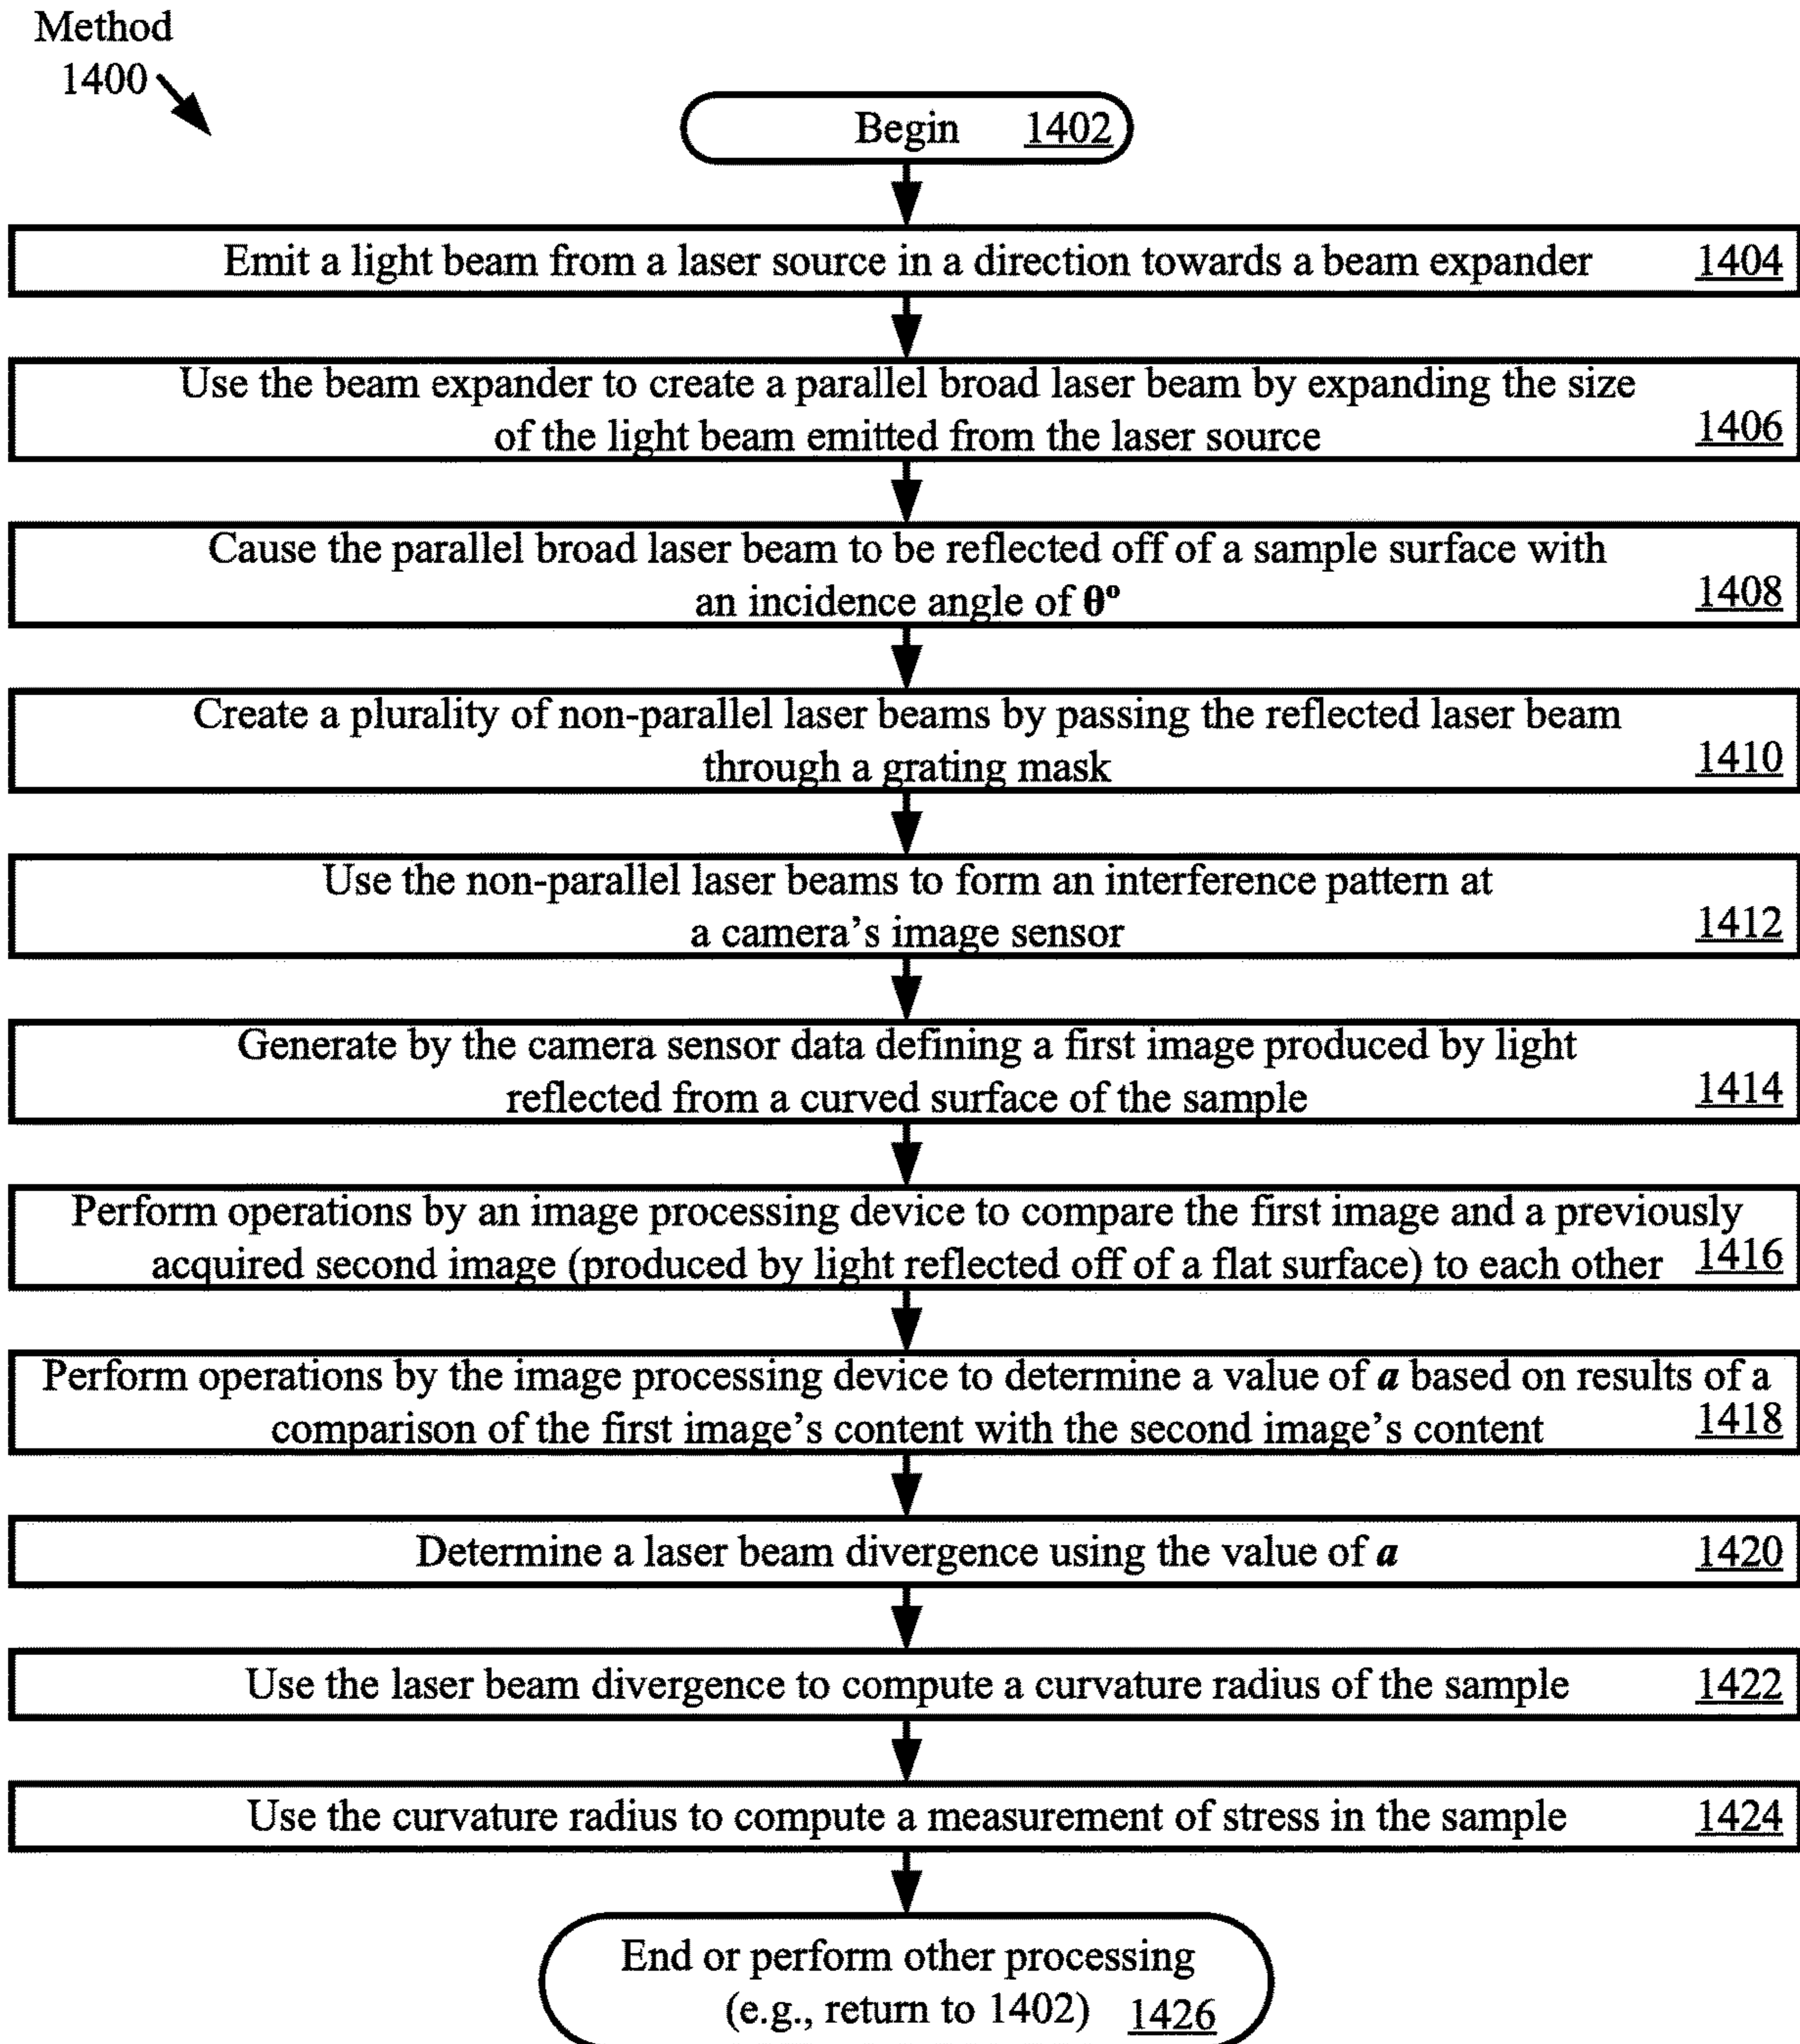 Method
1400
Begin 1402
Emit a light beam from a laser source in a direction towards a beam expander 1404
Use the beam expander to create a parallel broad laser beam by expanding the size
of the light beam emitted from the laser source 1406
Cause the parallel broad laser beam to be reflected off of a sample surface with
an incidence angle of θº 1408
Create a plurality of non-parallel laser beams by passing the reflected laser beam
through a grating mask 1410
Use the non-parallel laser beams to form an interference pattern at
a camera’s image sensor 1412
Generate by the camera sensor data defining a first image produced by light
reflected from a curved surface of the sample 1414
Perform operations by an image processing device to compare the first image and a previously
acquired second image (produced by light reflected off of a flat surface) to each other 1416
Perform operations by the image processing device to determine a value of a based on results of a
comparison of the first image’s content with the second image’s content 1418
Determine a laser beam divergence using the value of a 1420
Use the laser beam divergence to compute a curvature radius of the sample 1422
Use the curvature radius to compute a measurement of stress in the sample 1424
End or perform other processing
(e.g., return to 1402) 1426